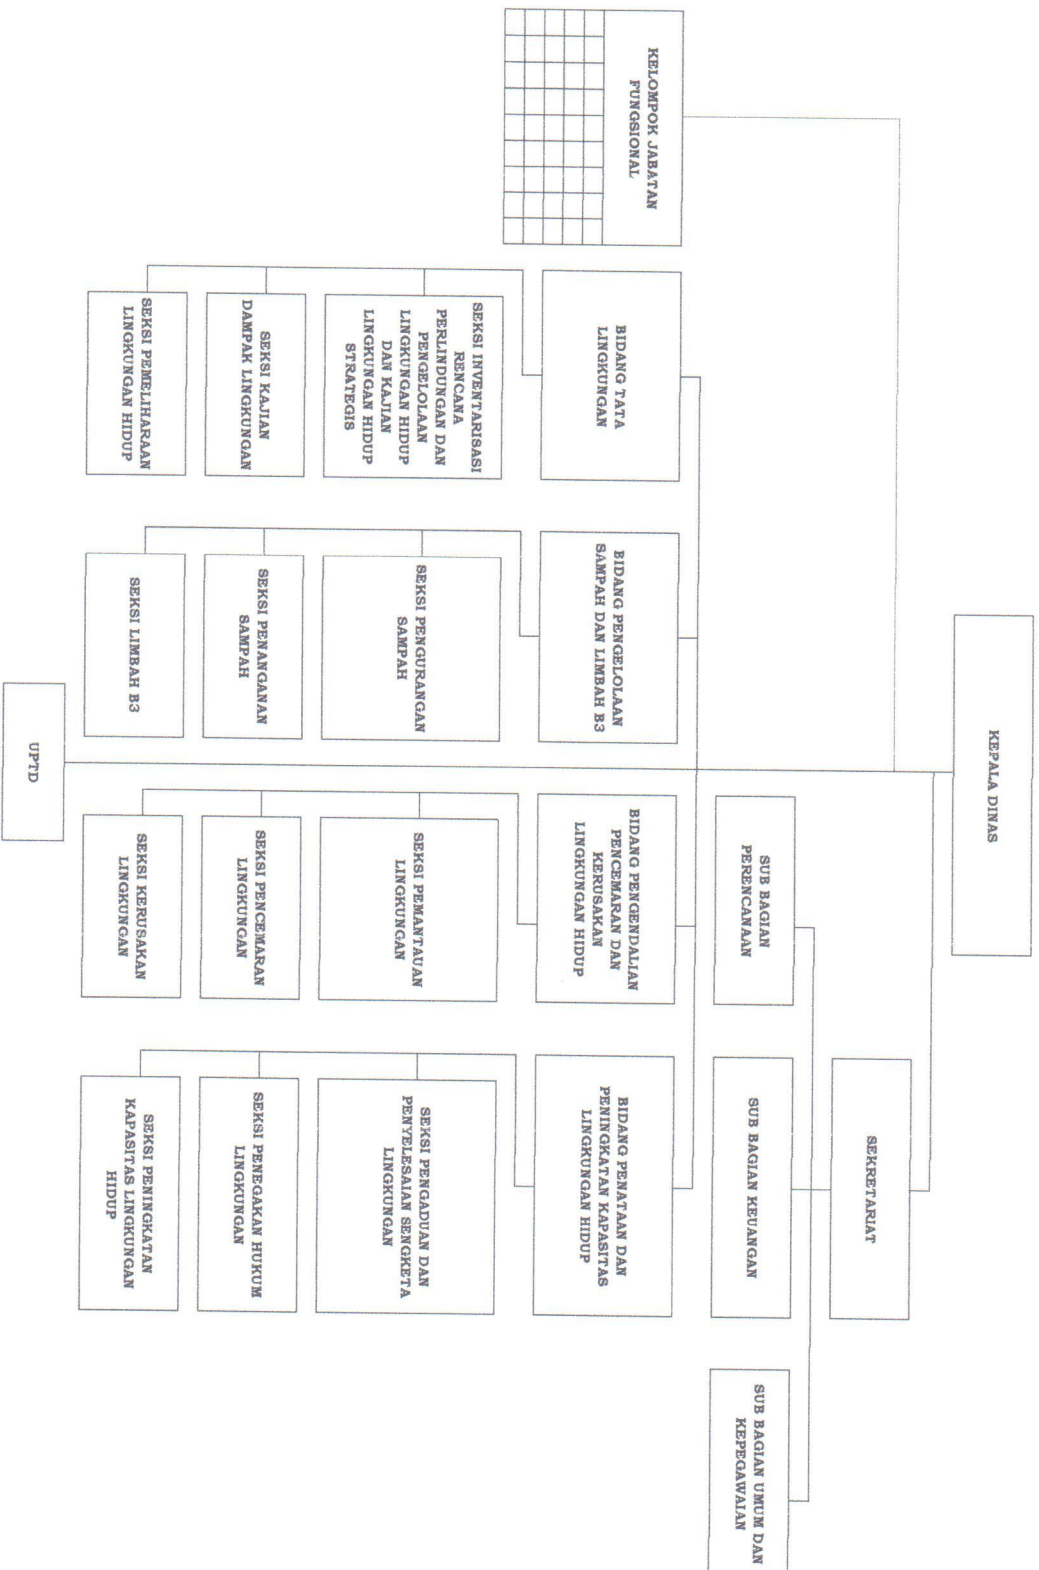 KEPALA DINAS
SEKRETARIAT
KELOMPOK JABATAN
FUNGSIONAL
SUB BAGIAN
PERENCANAAN
SUB BAGIAN KEUANGAN
SUB BAGIAN UMUM DAN
KEPEGAWAIAN
BIDANG TATA
LINGKUNGAN
BIDANG PENGELOLAAN
SAMPAH DAN LIMBAH B3
BIDANG PENGENDALIAN
PENCEMARAN DAN
KERUSAKAN
LINGKUNGAN HIDUP
BIDANG PENATAAN DAN
PENINGKATAN KAPASITAS
LINGKUNGAN HIDUP
SEKSI INVENTARISASI
RENCANA
PERLINDUNGAN DAN
PENGELOLAAN
LINGKUNGAN HIDUP
DAN KAJIAN
LINGKUNGAN HIDUP
STRATEGIS
SEKSI PENGURANGAN
SAMPAH
SEKSI PEMANTAUAN
LINGKUNGAN
SEKSI PENGADUAN DAN
PENYELESAIAN SENGKETA
LINGKUNGAN
SEKSI KAJIAN
DAMPAK LINGKUNGAN
SEKSI PENANGANAN
SAMPAH
SEKSI PENCEMARAN
LINGKUNGAN
SEKSI PENEGAKAN HUKUM
LINGKUNGAN
SEKSI PEMELIHARAAN
LINGKUNGAN HIDUP
SEKSI LIMBAH B3
SEKSI KERUSAKAN
LINGKUNGAN
SEKSI PENINGKATAN
KAPASITAS LINGKUNGAN
HIDUP
UPTD